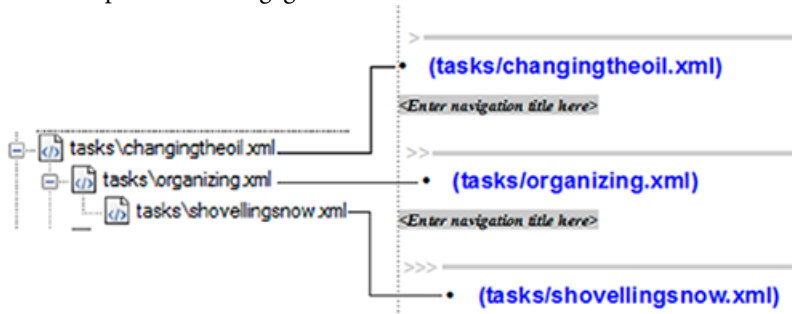 >
• (tasks/changingtheoil.xml)
<Enter navigation title here>
tasks\changingtheoil.xml
>>
tasks\organizing.xml
• (tasks/organizing.xml)
tasks\shovellingsnow.xml
<Enter navigation title here>
>>>
• (tasks/shovellingsnow.xml)